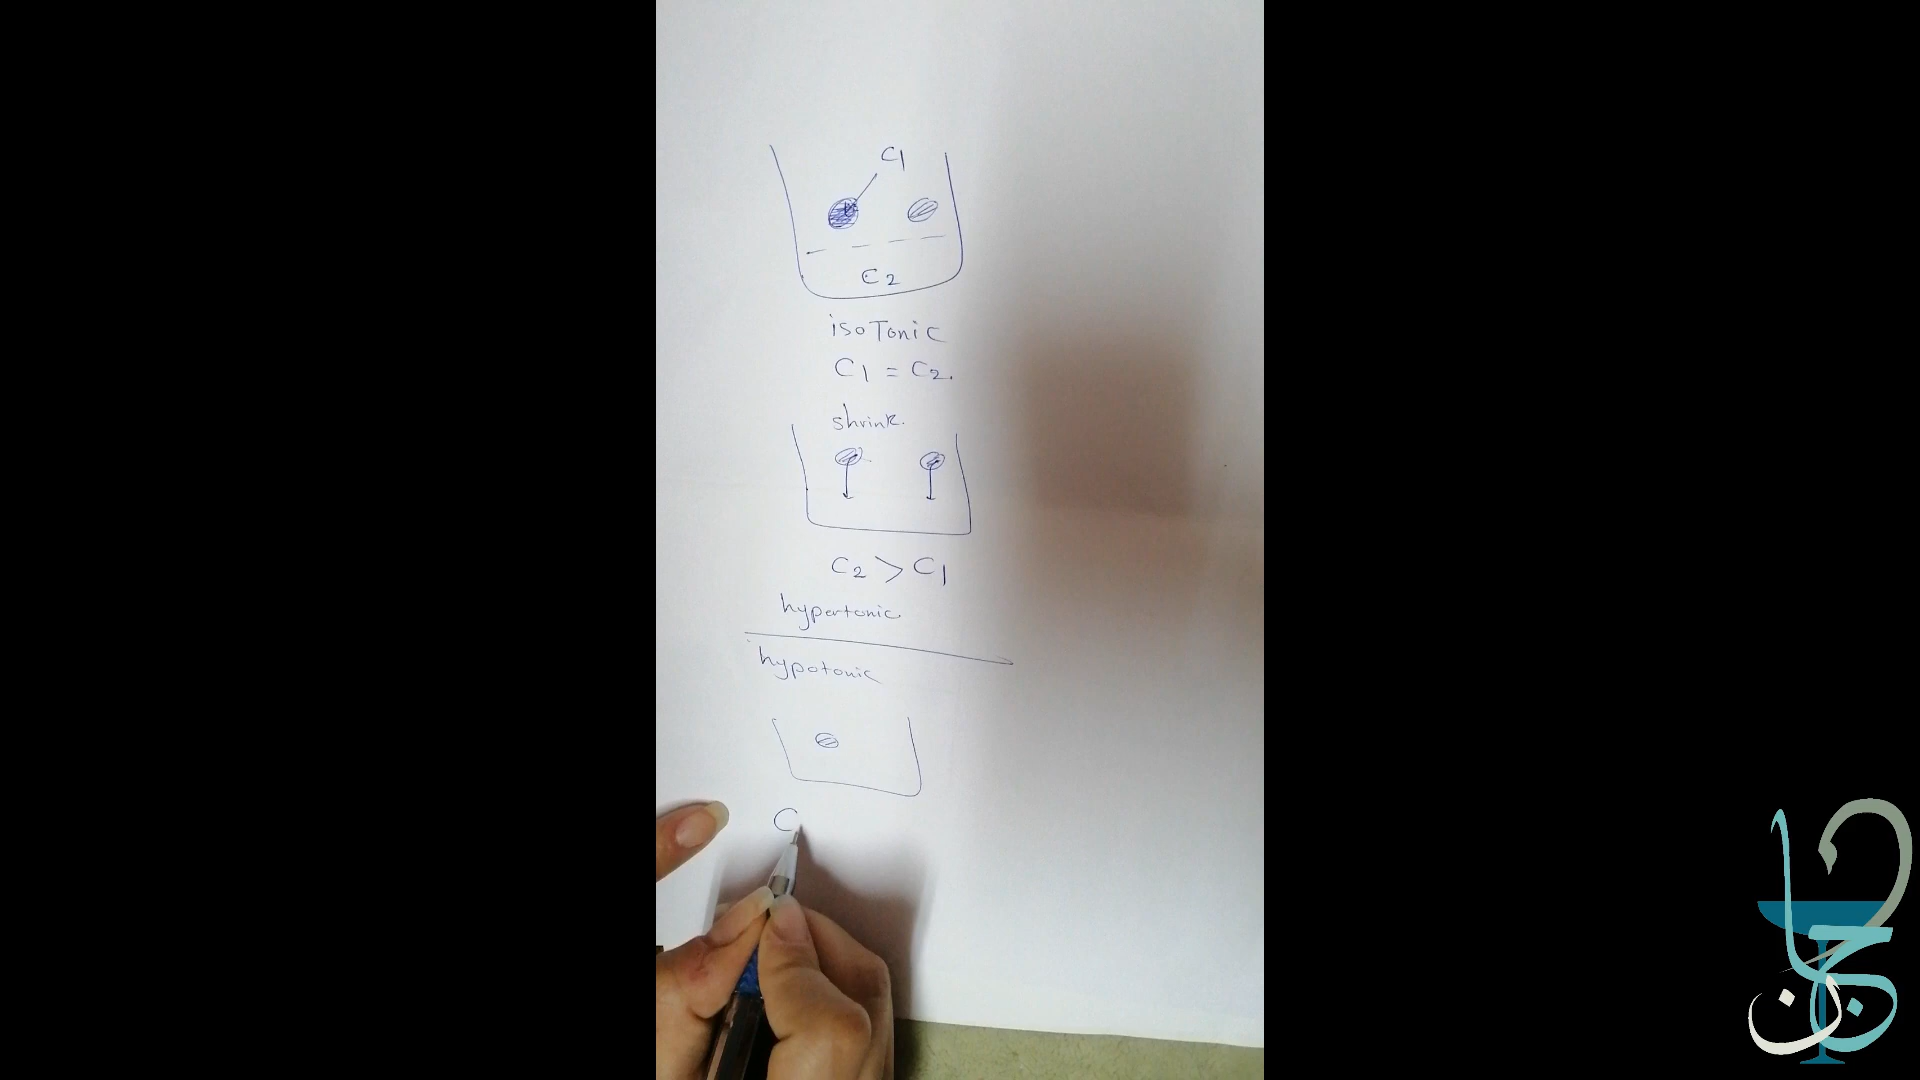 C1
C2
isoTonic
C1 = C2.
shrink.
C2 > C1
hypertonic.
hypotonic
C